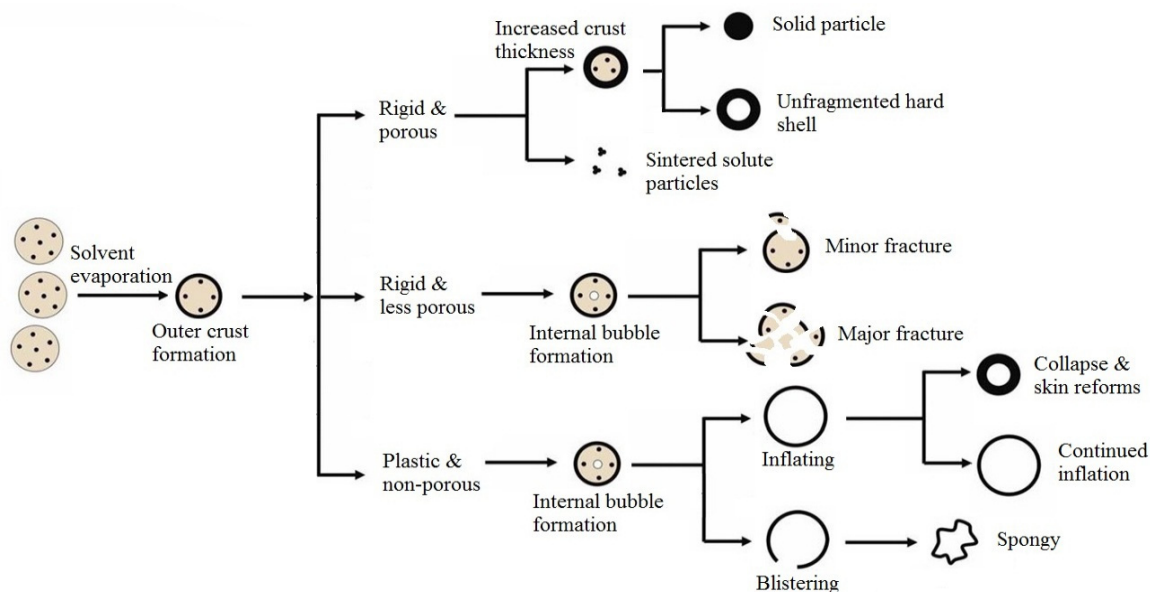 Increased crust
thickness
Solid particle
Unfragmented hard
shell
Rigid &
porous
Sintered solute
particles
Solvent
evaporation
Outer crust
formation
Rigid &
less porous
Internal bubble
formation
Minor fracture
Major fracture
Plastic &
non-porous
Internal bubble
formation
Inflating
Collapse &
skin reforms
Continued
inflation
Blistering
Spongy